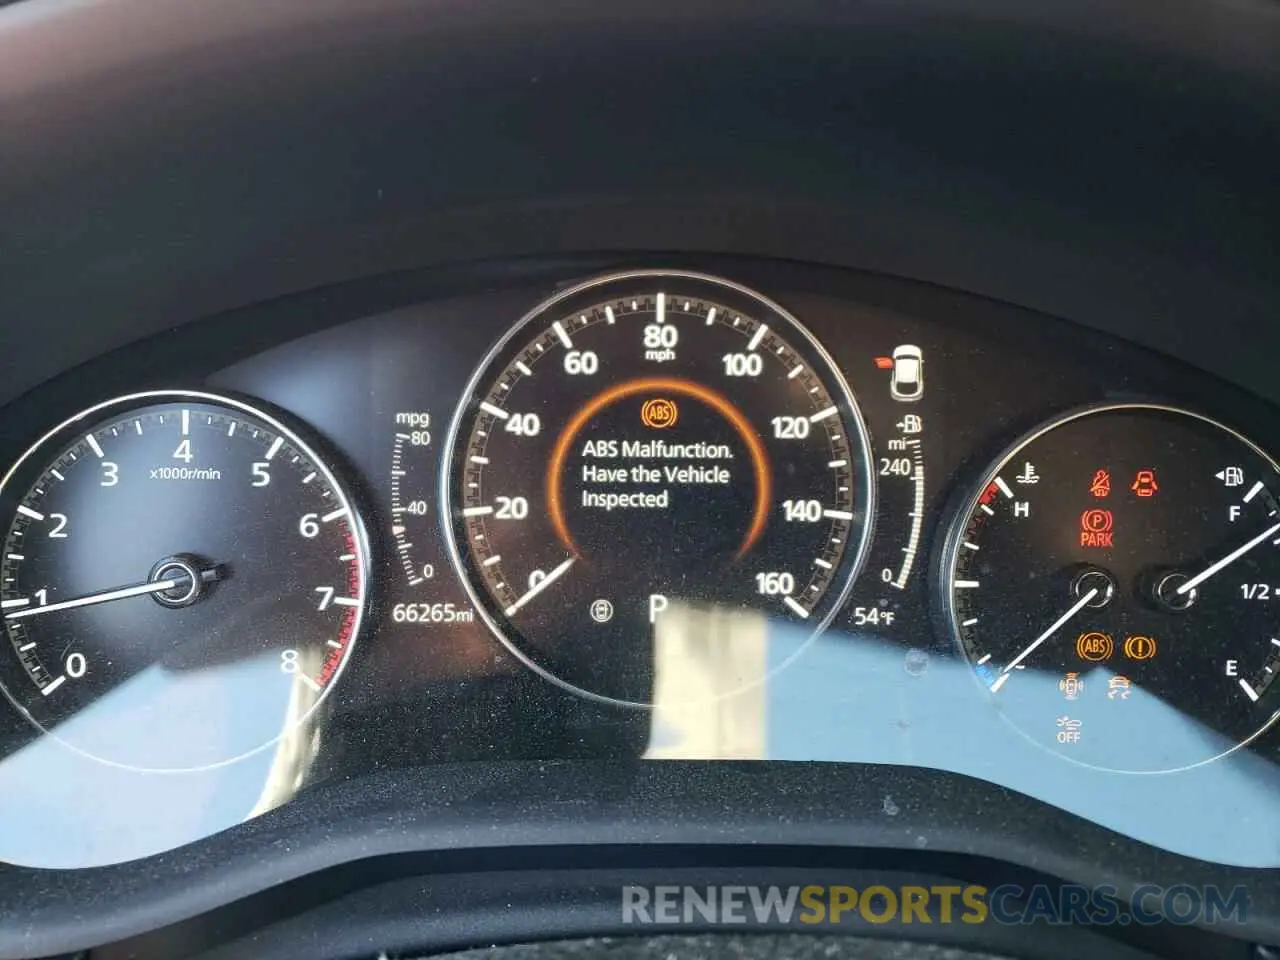 80
mph
60
100
40
120
20
140
0
160
ABS
ABS Malfunction.
Have the Vehicle
Inspected
P
4
x1000r/min
3
5
2
6
1
7
0
8
mpg
80
40
0
66265mi
mi
240
0
54°F
H
F
1/2
E
P
PARK
ABS
OFF
RENEWSPORTSCARS.COM